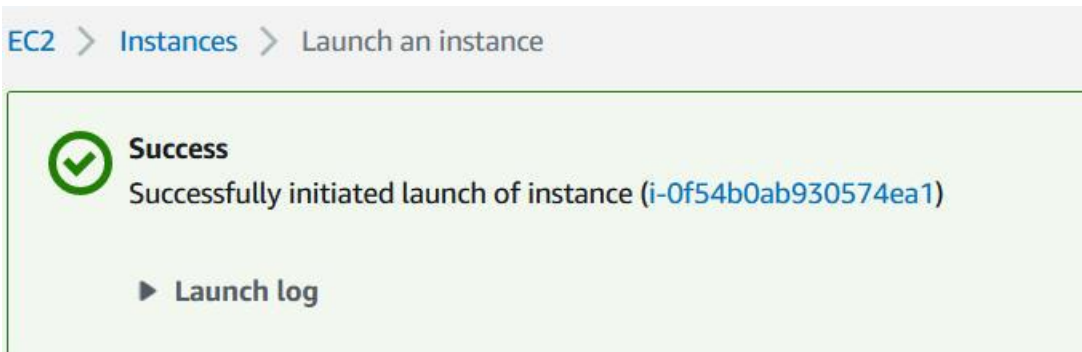 EC2 > Instances > Launch an instance
Success
Successfully initiated launch of instance (i-0f54b0ab930574ea1)
Launch log